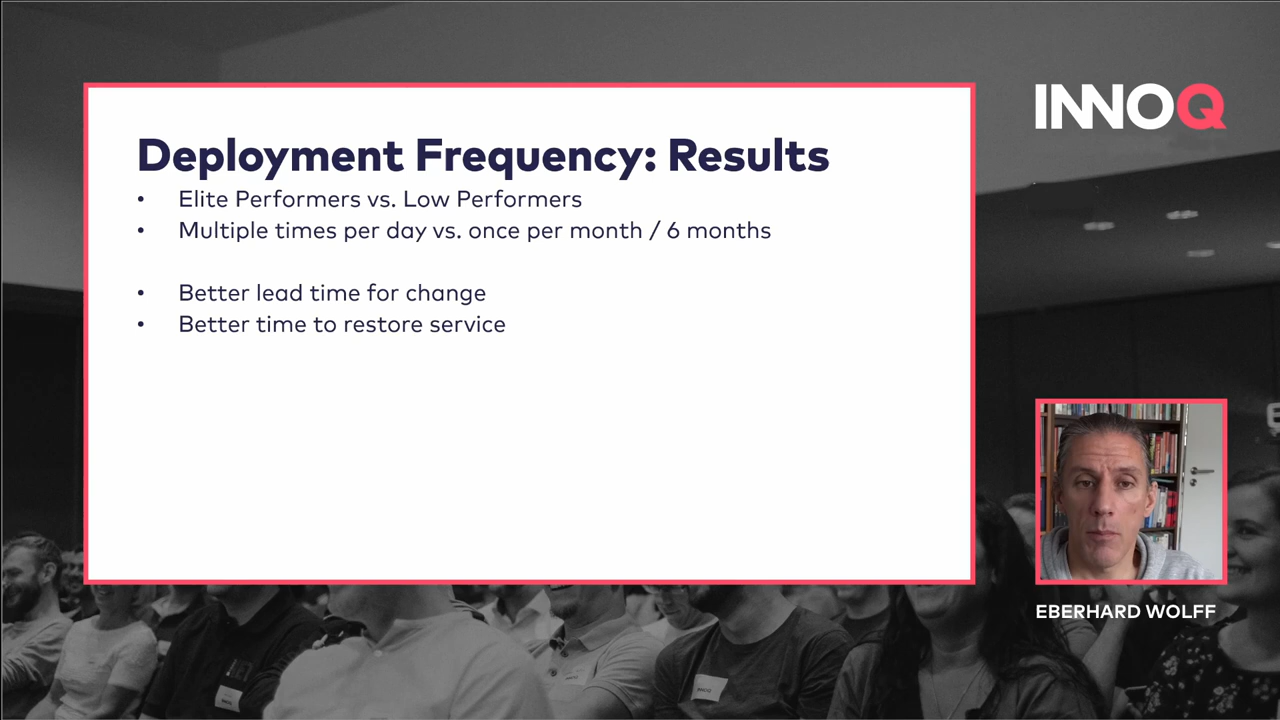 INNOQ
Deployment Frequency: Results
• Elite Performers vs. Low Performers
• Multiple times per day vs. once per month / 6 months
• Better lead time for change
• Better time to restore service
EBERHARD WOLFF
INNOQ